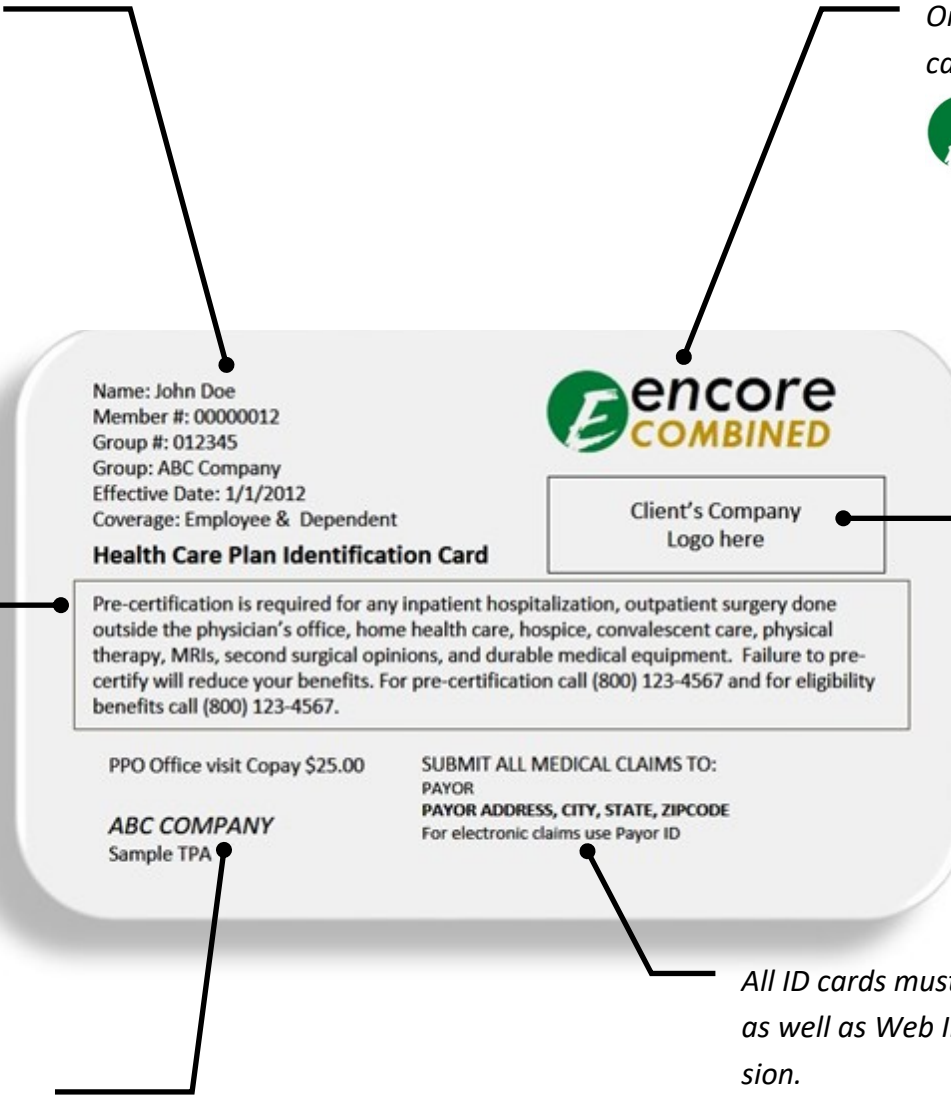 Name: John Doe
Member #: 00000012
Group #: 012345
Group: ABC Company
Effective Date: 1/1/2012
Coverage: Employee & Dependent
Health Care Plan Identification Card
E encore
COMBINED
Client's Company
Logo here
Pre-certification is required for any inpatient hospitalization, outpatient surgery done
outside the physician's office, home health care, hospice, convalescent care, physical
therapy, MRIs, second surgical opinions, and durable medical equipment. Failure to pre-
certify will reduce your benefits. For pre-certification call (800) 123-4567 and for eligibility
benefits call (800) 123-4567.
PPO Office visit Copay $25.00
ABC COMPANY
Sample TPA
SUBMIT ALL MEDICAL CLAIMS TO:
PAYOR
PAYOR ADDRESS, CITY, STATE, ZIPCODE
For electronic claims use Payor ID
All ID cards must
as well as Web I
sion.